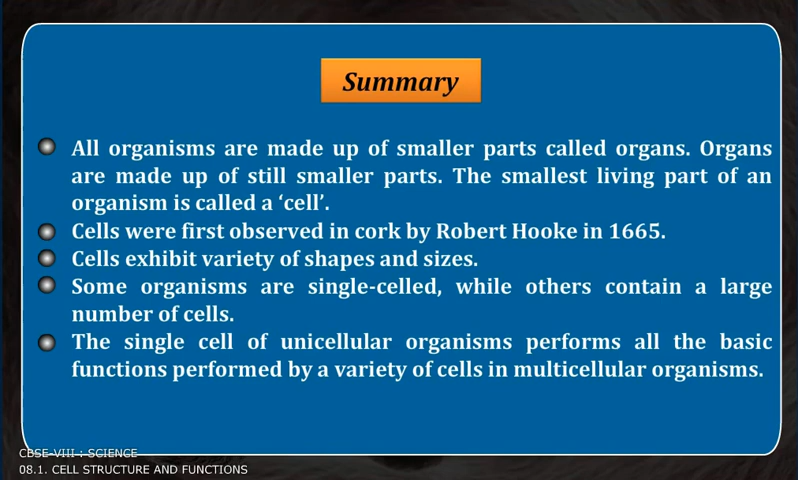 Summary
All organisms are made up of smaller parts called organs. Organs
are made up of still smaller parts. The smallest living part of an
organism is called a ‘cell’.
Cells were first observed in cork by Robert Hooke in 1665.
Cells exhibit variety of shapes and sizes.
Some organisms are single-celled, while others contain a large
number of cells.
The single cell of unicellular organisms performs all the basic
functions performed by a variety of cells in multicellular organisms.
CBSE-VIII : SCIENCE
08.1. CELL STRUCTURE AND FUNCTIONS